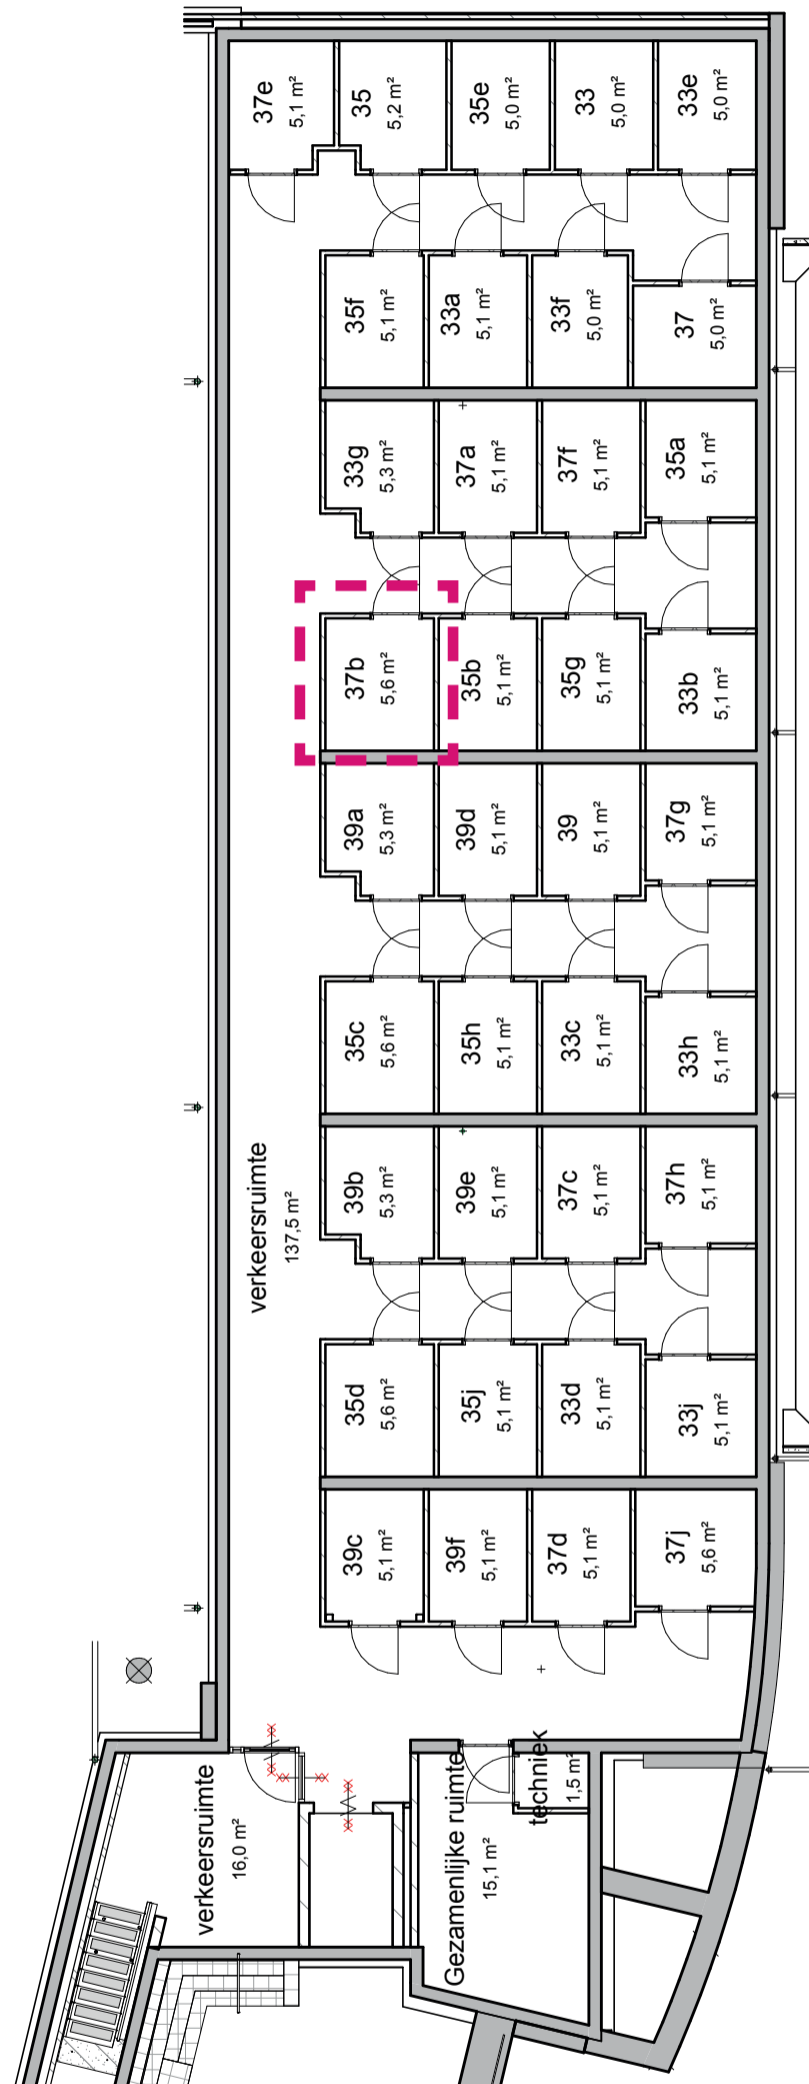 37e
5,1 m²
35
5,2 m²
35e
5,0 m²
33
5,0 m²
33e
5,0 m²
35f
5,1 m²
33a
5,1 m²
33f
5,0 m²
37
5,0 m²
33g
5,3 m²
37a
5,1 m²
37f
5,1 m²
35a
5,1 m²
37b
5,6 m²
35b
5,1 m²
35g
5,1 m²
33b
5,1 m²
39a
5,3 m²
39d
5,1 m²
39
5,1 m²
37g
5,1 m²
35c
5,6 m²
35h
5,1 m²
33c
5,1 m²
33h
5,1 m²
verkeersruimte
137,5 m²
39b
5,3 m²
39e
5,1 m²
37c
5,1 m²
37h
5,1 m²
35d
5,6 m²
35j
5,1 m²
33d
5,1 m²
33j
5,1 m²
39c
5,1 m²
39f
5,1 m²
37d
5,1 m²
37j
5,6 m²
verkeersruimte
16,0 m²
Gezamenlijke ruimte
15,1 m²
techniek
1,5 m²